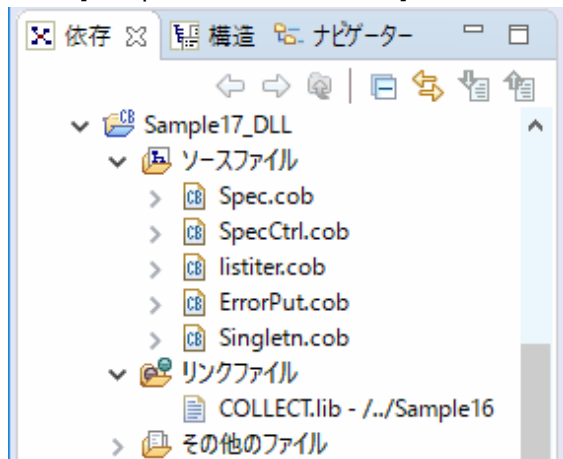 依存 構造 ナビゲーター
Sample17_DLL
ソースファイル
Spec.cob
SpecCtrl.cob
listiter.cob
ErrorPut.cob
Singletn.cob
リンクファイル
COLLECT.lib - /../Sample16
その他のファイル